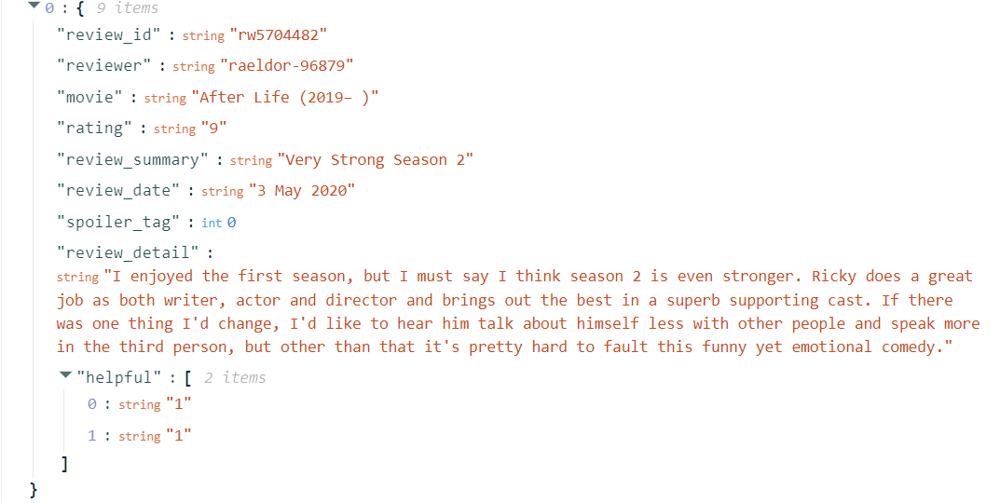 0 : { 9 items
"review_id" : string "rw5704482"
"reviewer" : string "raeldor-96879"
"movie" : string "After Life (2019– )"
"rating" : string "9"
"review_summary" : string "Very Strong Season 2"
"review_date" : string "3 May 2020"
"spoiler_tag" : int 0
"review_detail" :
string "I enjoyed the first season, but I must say I think season 2 is even stronger. Ricky does a great
job as both writer, actor and director and brings out the best in a superb supporting cast. If there
was one thing I'd change, I'd like to hear him talk about himself less with other people and speak more
in the third person, but other than that it's pretty hard to fault this funny yet emotional comedy."
"helpful" : [ 2 items
0 : string "1"
1 : string "1"
]
}